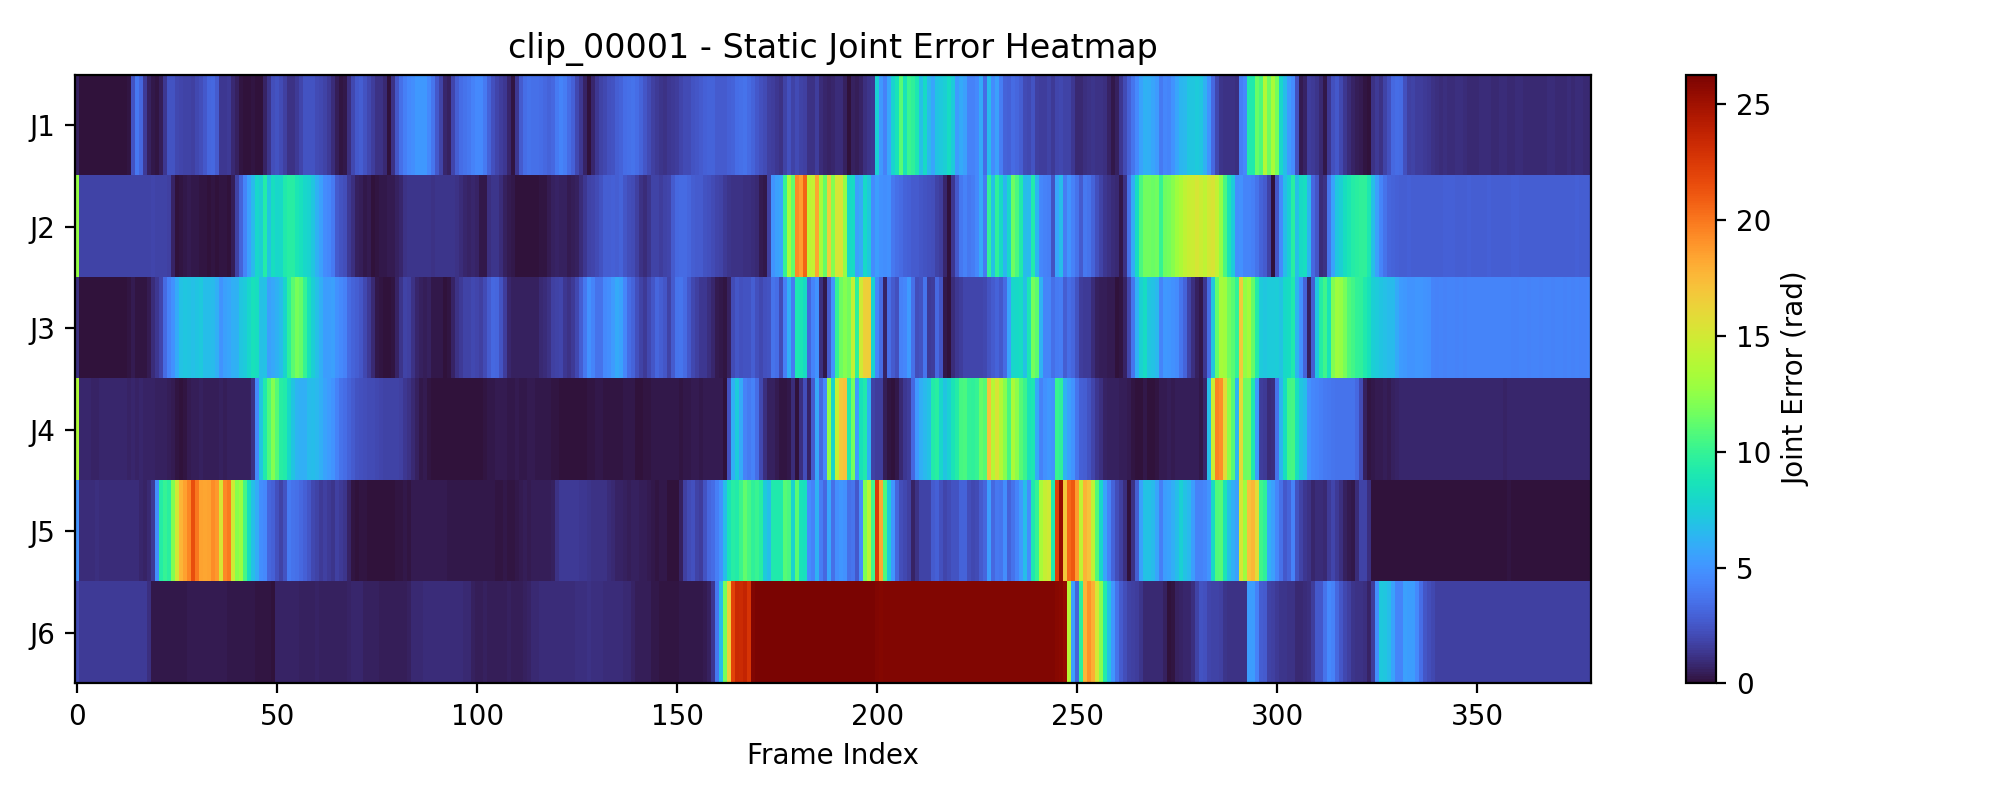 clip_00001 - Static Joint Error Heatmap
J1
J2
J3
J4
J5
J6
0 50 100 150 200 250 300 350
Frame Index
25
20
15
10
5
0
Joint Error (rad)